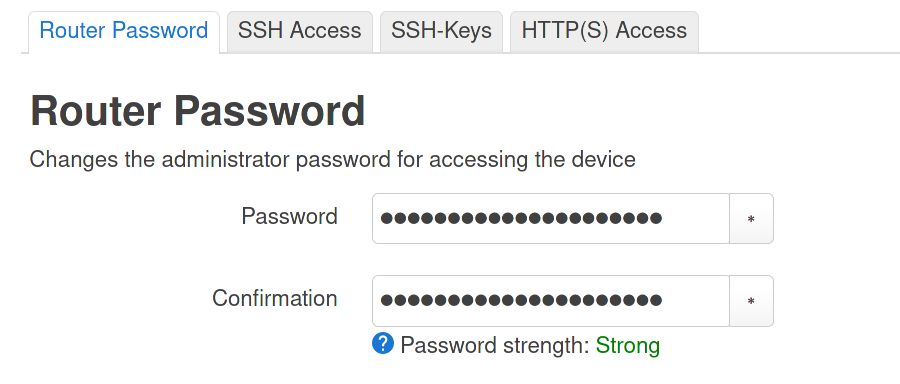 Router Password SSH Access SSH-Keys HTTP(S) Access
Router Password
Changes the administrator password for accessing the device
Password ●●●●●●●●●●●●●●●●●●●●● *
Confirmation ●●●●●●●●●●●●●●●●●●●●● *
? Password strength: Strong